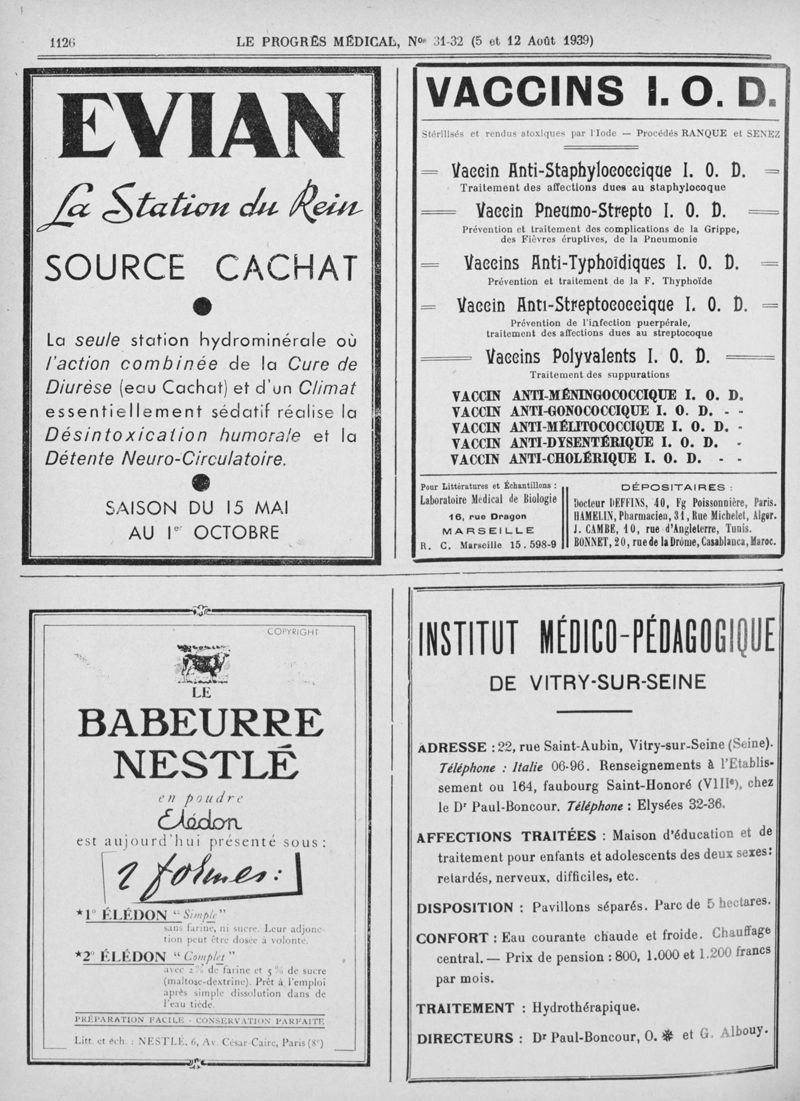 1126
LE PROGRÈS MÉDICAL, Nos 31-32 (5 et 12 Août 1939)
EVIAN
La Station du Rein
SOURCE CACHAT
La seule station hydrominérale où
l'action combinée de la Cure de
Diurèse (eau Cachat) et d'un Climat
essentiellement sédatif réalise la
Désintoxication humorale et la
Détente Neuro-Circulatoire.
SAISON DU 15 MAI
AU 1er OCTOBRE
VACCINS I. O. D.
Stérilisés et rendus atoxiques par l'Iode — Procédés RANQUE et SENEZ
Vaccin Anti-Staphylococcique I. O. D.
Traitement des affections dues au staphylocoque
Vaccin Pneumo-Strepto I. O. D.
Prévention et traitement des complications de la Grippe,
des Fièvres éruptives, de la Pneumonie
Vaccins Anti-Typhoïdiques I. O. D.
Prévention et traitement de la F. Thyphoïde
Vaccin Anti-Streptococcique I. O. D.
Prévention de l'infection puerpérale,
traitement des affections dues au streptocoque
Vaccins Polyvalents I. O. D.
Traitement des suppurations
VACCIN ANTI-MÉNINGOCOCCIQUE I. O. D.
VACCIN ANTI-GONOCOCCIQUE I. O. D. - -
VACCIN ANTI-MÉLITOCOCCIQUE I. O. D. -
VACCIN ANTI-DYSENTÉRIQUE I. O. D. -
VACCIN ANTI-CHOLÉRIQUE I. O. D. - -
Pour Littératures et Échantillons :
Laboratoire Médical de Biologie
16, rue Dragon
MARSEILLE
R. C. Marseille 15.598-9
DÉPOSITAIRES :
Docteur DEFFINS, 40, Fg Poissonnière, Paris.
HAMELIN, Pharmacien, 31, Rue Michelet, Alger.
J. CAMBE, 10, rue d'Angleterre, Tunis.
BONNET, 20, rue de la Drôme, Casablanca, Maroc.
COPYRIGHT
LE
BABEURRE
NESTLÉ
en poudre
Elédon
est aujourd'hui présenté sous :
2 formes :
*1° ÉLÉDON "Simple"
sans farine, ni sucre. Leur adjonc-
tion peut être dosée à volonté.
*2° ÉLÉDON "Complet"
avec 2 % de farine et 5 % de sucre
(maltose-dextrine). Prêt à l'emploi
après simple dissolution dans de
l'eau tiède.
PRÉPARATION FACILE - CONSERVATION PARFAITE
Litt. et éch. : NESTLÉ, 6, Av. César-Caire, Paris (8e)
INSTITUT MÉDICO-PÉDAGOGIQUE
DE VITRY-SUR-SEINE
ADRESSE : 22, rue Saint-Aubin, Vitry-sur-Seine (Seine).
Téléphone : Italie 06-96. Renseignements à l'Etablis-
sement ou 164, faubourg Saint-Honoré (VIIIe), chez
le Dr Paul-Boncour. Téléphone : Elysées 32-36.
AFFECTIONS TRAITÉES : Maison d'éducation et de
traitement pour enfants et adolescents des deux sexes :
retardés, nerveux, difficiles, etc.
DISPOSITION : Pavillons séparés. Parc de 5 hectares.
CONFORT : Eau courante chaude et froide. Chauffage
central. — Prix de pension : 800, 1.000 et 1.200 francs
par mois.
TRAITEMENT : Hydrothérapique.
DIRECTEURS : Dr Paul-Boncour, O. ✻ et G. Albouy.